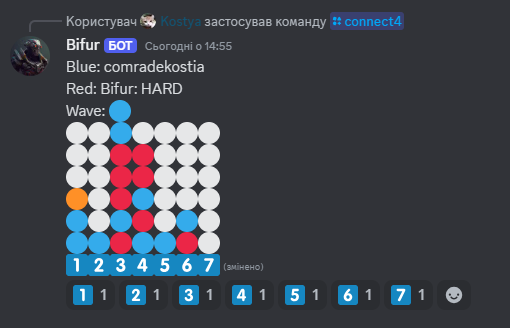 Користувач Kostya застосував команду connect4
Bifur БОТ Сьогодні о 14:55
Blue: comradekostia
Red: Bifur: HARD
Wave:
1 2 3 4 5 6 7 (змінено)
1 1 2 1 3 1 4 1 5 1 6 1 7 1